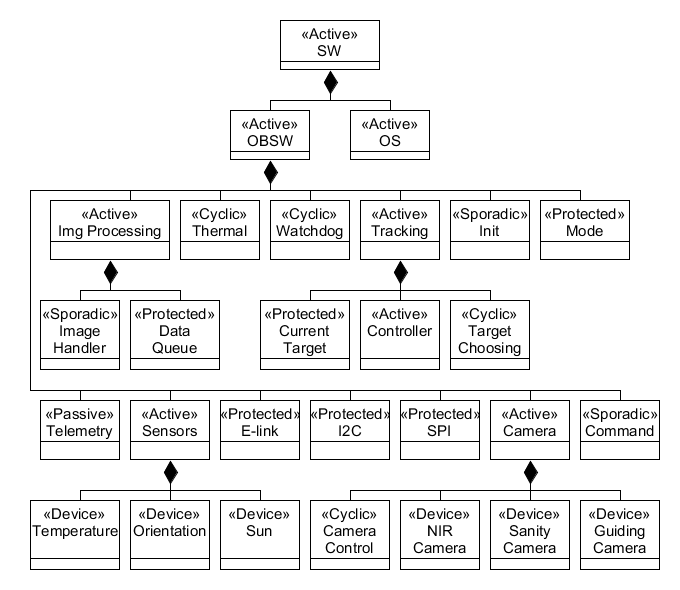 «Active»
SW
«Active»
OBSW
«Active»
OS
«Active»
Img Processing
«Cyclic»
Thermal
«Cyclic»
Watchdog
«Active»
Tracking
«Sporadic»
Init
«Protected»
Mode
«Sporadic»
Image
Handler
«Protected»
Data
Queue
«Protected»
Current
Target
«Active»
Controller
«Cyclic»
Target
Choosing
«Passive»
Telemetry
«Active»
Sensors
«Protected»
E-link
«Protected»
I2C
«Protected»
SPI
«Active»
Camera
«Sporadic»
Command
«Device»
Temperature
«Device»
Orientation
«Device»
Sun
«Cyclic»
Camera
Control
«Device»
NIR
Camera
«Device»
Sanity
Camera
«Device»
Guiding
Camera